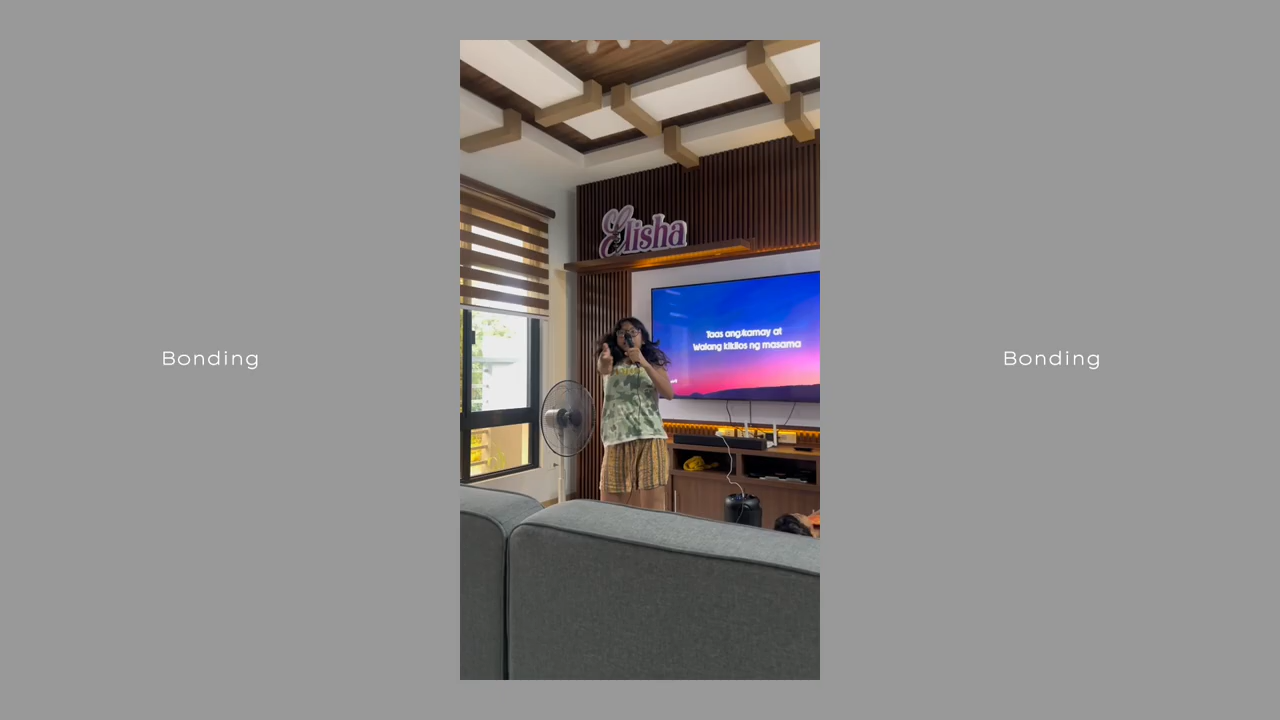 Bonding
Elisha
Taas ang kamay at
Walang kikilos ng masama
Bonding